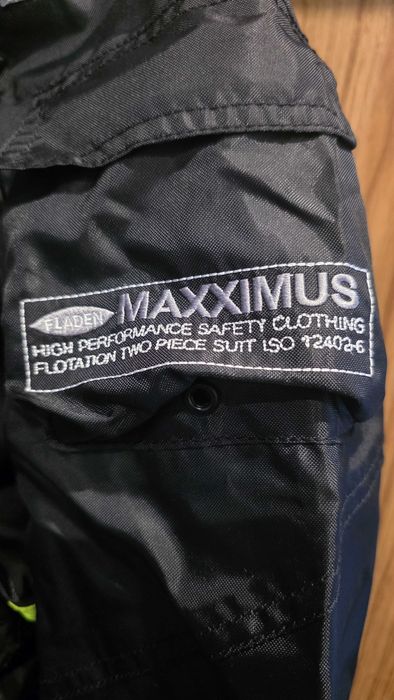 FLADEN MAXXIMUS
HIGH PERFORMANCE SAFETY CLOTHING
FLOTATION TWO PIECE SUIT ISO 12402-6